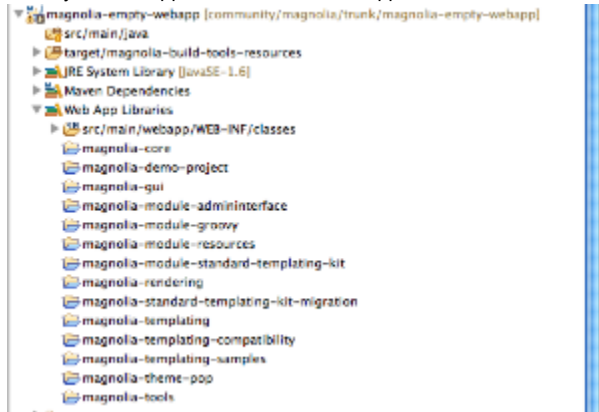 magnolia-empty-webapp [community/magnolia/trunk/magnolia-empty-webapp]
src/main/java
target/magnolia-build-tools-resources
JRE System Library [JavaSE-1.6]
Maven Dependencies
Web App Libraries
src/main/webapp/WEB-INF/classes
magnolia-core
magnolia-demo-project
magnolia-gui
magnolia-module-admininterface
magnolia-module-groovy
magnolia-module-resources
magnolia-module-standard-templating-kit
magnolia-rendering
magnolia-standard-templating-kit-migration
magnolia-templating
magnolia-templating-compatibility
magnolia-templating-samples
magnolia-theme-pop
magnolia-tools